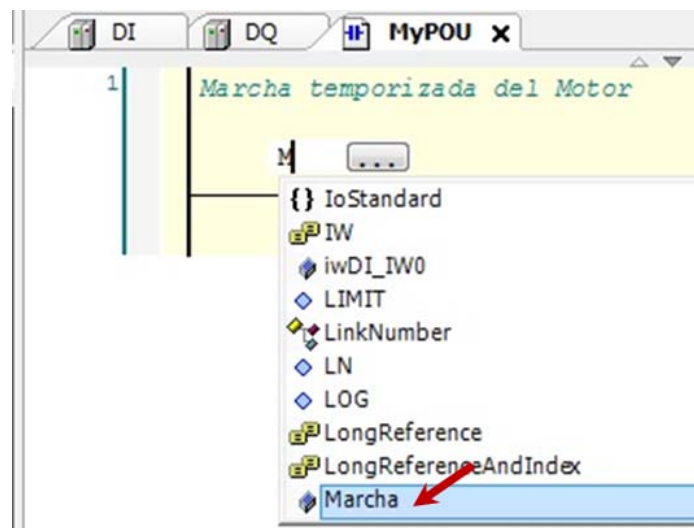 DI DQ MyPOU X
1 Marcha temporizada del Motor
M ...
{} IoStandard
IW
iwDI_IW0
LIMIT
LinkNumber
LN
LOG
LongReference
LongReferenceAndIndex
Marcha